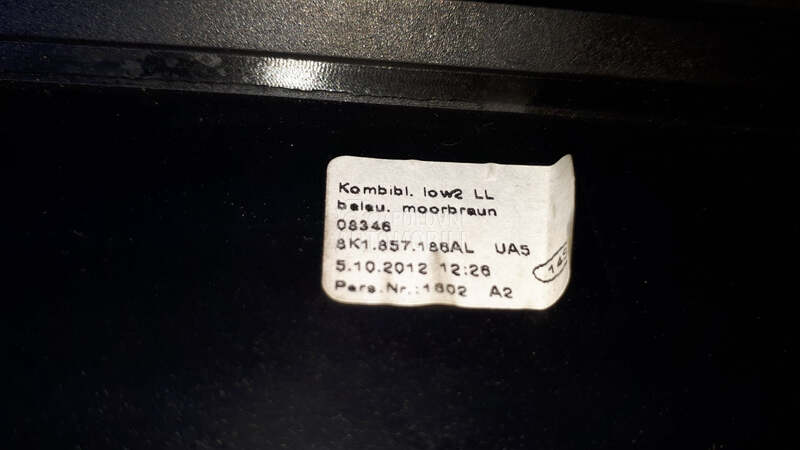 Kombibl. low2 LL
beleu. moorbraun
08346
8K1.857.186AL UA5
5.10.2012 12:26
Pers.Nr.:1602 A2